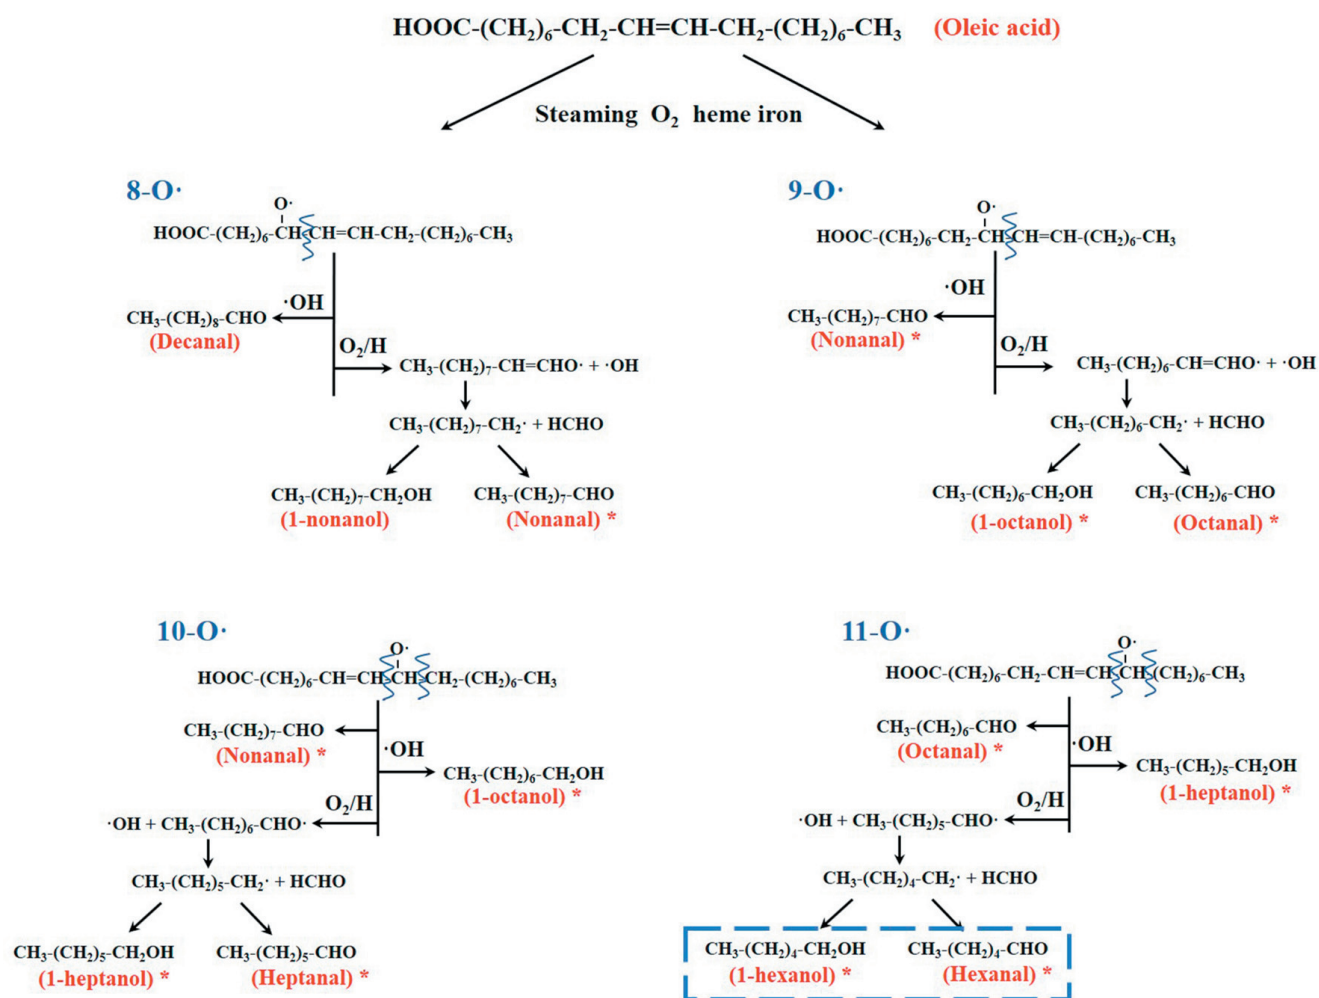 HOOC-(CH₂)₆-CH₂-CH=CH-CH₂-(CH₂)₆-CH₃ (Oleic acid)
Steaming O₂ heme iron
8-O·
O·
HOOC-(CH₂)₆-CH-CH=CH-CH₂-(CH₂)₆-CH₃
·OH
CH₃-(CH₂)₈-CHO
(Decanal)
O₂/H
CH₃-(CH₂)₇-CH=CHO· + ·OH
CH₃-(CH₂)₇-CH₂· + HCHO
CH₃-(CH₂)₇-CH₂OH CH₃-(CH₂)₇-CHO
(1-nonanol) (Nonanal) *
9-O·
O·
HOOC-(CH₂)₆-CH₂-CH-CH=CH-(CH₂)₆-CH₃
·OH
CH₃-(CH₂)₇-CHO
(Nonanal) *
O₂/H
CH₃-(CH₂)₆-CH=CHO· + ·OH
CH₃-(CH₂)₆-CH₂· + HCHO
CH₃-(CH₂)₆-CH₂OH CH₃-(CH₂)₆-CHO
(1-octanol) * (Octanal) *
10-O·
O·
HOOC-(CH₂)₆-CH=CH-CH-CH₂-(CH₂)₆-CH₃
CH₃-(CH₂)₇-CHO
(Nonanal) *
·OH
CH₃-(CH₂)₆-CH₂OH
(1-octanol) *
O₂/H
·OH + CH₃-(CH₂)₆-CHO·
CH₃-(CH₂)₅-CH₂· + HCHO
CH₃-(CH₂)₅-CH₂OH CH₃-(CH₂)₅-CHO
(1-heptanol) * (Heptanal) *
11-O·
O·
HOOC-(CH₂)₆-CH₂-CH=CH-CH-(CH₂)₆-CH₃
CH₃-(CH₂)₆-CHO
(Octanal) *
·OH
CH₃-(CH₂)₅-CH₂OH
(1-heptanol) *
O₂/H
·OH + CH₃-(CH₂)₅-CHO·
CH₃-(CH₂)₄-CH₂· + HCHO
CH₃-(CH₂)₄-CH₂OH CH₃-(CH₂)₄-CHO
(1-hexanol) * (Hexanal) *